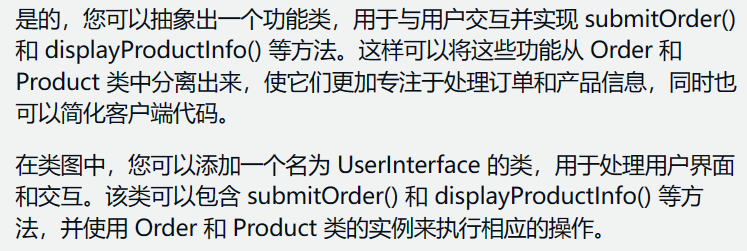 是的，您可以抽象出一个功能类，用于与用户交互并实现 submitOrder()
和 displayProductInfo() 等方法。这样可以将这些功能从 Order 和
Product 类中分离出来，使它们更加专注于处理订单和产品信息，同时也
可以简化客户端代码。
在类图中，您可以添加一个名为 UserInterface 的类，用于处理用户界面
和交互。该类可以包含 submitOrder() 和 displayProductInfo() 等方
法，并使用 Order 和 Product 类的实例来执行相应的操作。